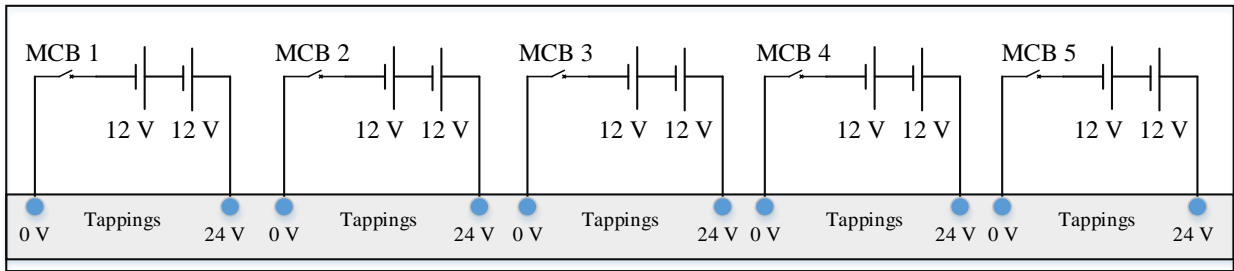 MCB 1 MCB 2 MCB 3 MCB 4 MCB 5
12 V 12 V 12 V 12 V 12 V 12 V 12 V 12 V 12 V 12 V
Tappings Tappings Tappings Tappings Tappings
0 V 24 V 0 V 24 V 0 V 24 V 0 V 24 V 0 V 24 V